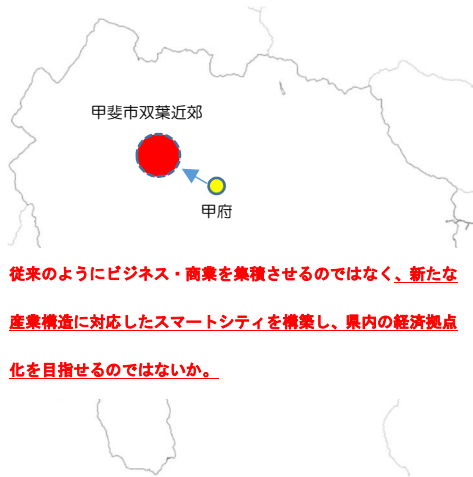 甲斐市双葉近郊
甲府
従来のようにビジネス・商業を集積させるのではなく、新たな
産業構造に対応したスマートシティを構築し、県内の経済拠点
化を目指せるのではないか。